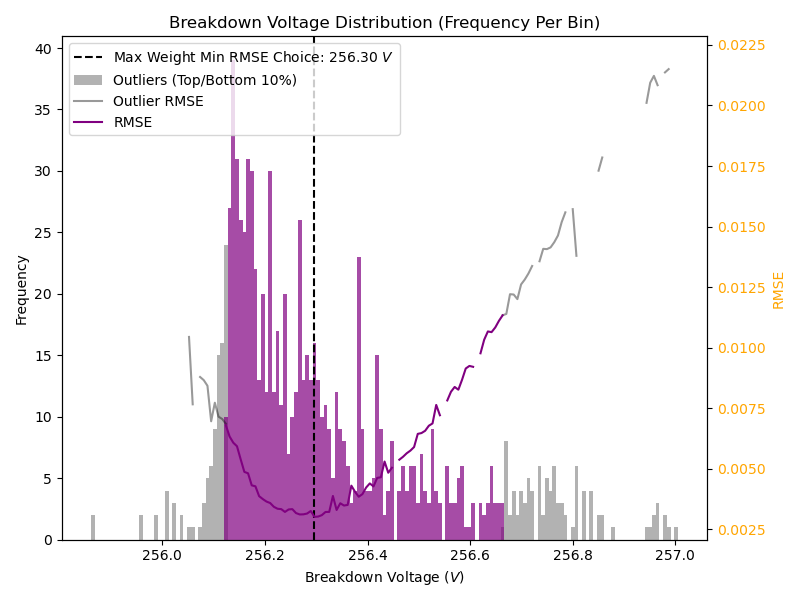 Breakdown Voltage Distribution (Frequency Per Bin)
Max Weight Min RMSE Choice: 256.30 V
Outliers (Top/Bottom 10%)
Outlier RMSE
RMSE
Frequency
40
35
30
25
20
15
10
5
0
256.0 256.2 256.4 256.6 256.8 257.0
Breakdown Voltage (V)
0.0225
0.0200
0.0175
0.0150
0.0125
0.0100
0.0075
0.0050
0.0025
RMSE